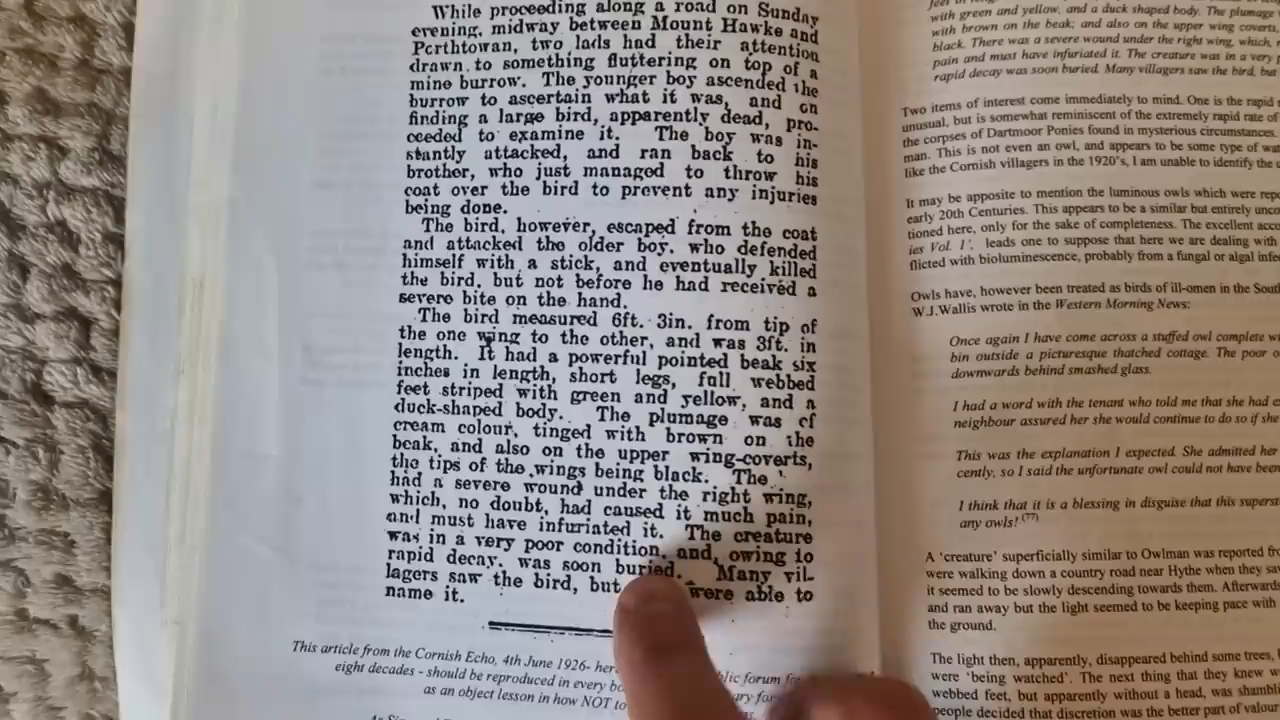 While proceeding along a road on Sunday
evening, midway between Mount Hawke and
Perthtowan, two lads had their attention
drawn to something fluttering on top of a
mine burrow. The younger boy ascended the
burrow to ascertain what it was, and on
finding a large bird, apparently dead, pro-
ceeded to examine it. The boy was in-
stantly attacked, and ran back to his
brother, who just managed to throw his
coat over the bird to prevent any injuries
being done.
The bird, however, escaped from the coat
and attacked the older boy. who defended
himself with a stick, and eventually killed
the bird, but not before he had received a
severe bite on the hand.
The bird measured 6ft. 3in. from tip of
the one wing to the other, and was 3ft. in
length. It had a powerful pointed beak six
inches in length, short legs, full webbed
feet striped with green and yellow, and a
duck-shaped body. The plumage was of
cream colour, tinged with brown on the
beak, and also on the upper wing-coverts,
the tips of the wings being black. The
had a severe wound under the right wing,
which, no doubt, had caused it much pain,
and must have infuriated it. The creature
was in a very poor condition, and, owing to
rapid decay, was soon buried. Many vil-
lagers saw the bird, but were able to
name it.
This article from the Cornish Echo, 4th June 1926- her
blic forum
eight decades - should be reproduced in every
as an object lesson in how NOT to
with green and yellow, and a duck shaped body. The plumage
with brown on the beak; and also on the upper wing coverts,
black. There was a severe wound under the right wing, which,
pain and must have infuriated it. The creature was in a very
rapid decay was soon buried. Many villagers saw the bird, but
Two items of interest come immediately to mind. One is the rapid
unusual, but is somewhat reminiscent of the extremely rapid rate of
the corpses of Dartmoor Ponies found in mysterious circumstances.
man. This is not even an owl, and appears to be some type of
like the Cornish villagers in the 1920's, I am unable to identify the
It may be apposite to mention the luminous owls which were
early 20th Centuries. This appears to be a similar but entirely
tioned here, only for the sake of completeness. The excellent
ies Vol. 1', leads one to suppose that here we are dealing with
flicted with bioluminescence, probably from a fungal or algal
Owls have, however been treated as birds of ill-omen in the
W.J.Wallis wrote in the Western Morning News:
Once again I have come across a stuffed owl complete
bin outside a picturesque thatched cottage. The poor
downwards behind smashed glass.
I had a word with the tenant who told me that she had
neighbour assured her she would continue to do so if she
This was the explanation I expected. She admitted her
cently, so I said the unfortunate owl could not have been
I think that it is a blessing in disguise that this
any owls! (77)
A 'creature' superficially similar to Owlman was reported
were walking down a country road near Hythe when they
it seemed to be slowly descending towards them. Afterwards
and ran away but the light seemed to be keeping pace with
the ground.
The light then, apparently, disappeared behind some trees,
were 'being watched'. The next thing that they knew
webbed feet, but apparently without a head, was
people decided that discretion was the better part of valour